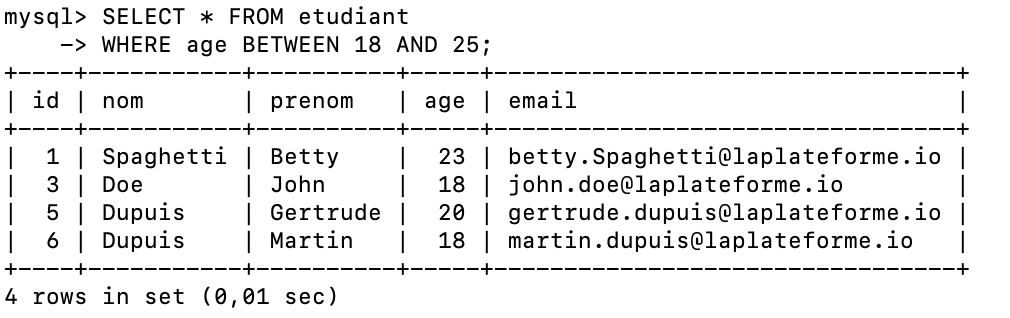 mysql> SELECT * FROM etudiant
    -> WHERE age BETWEEN 18 AND 25;
+----+-----------+----------+-----+---------------------------------+
| id | nom       | prenom   | age | email                           |
+----+-----------+----------+-----+---------------------------------+
|  1 | Spaghetti | Betty    |  23 | betty.Spaghetti@laplateforme.io |
|  3 | Doe       | John     |  18 | john.doe@laplateforme.io        |
|  5 | Dupuis    | Gertrude |  20 | gertrude.dupuis@laplateforme.io |
|  6 | Dupuis    | Martin   |  18 | martin.dupuis@laplateforme.io   |
+----+-----------+----------+-----+---------------------------------+
4 rows in set (0,01 sec)